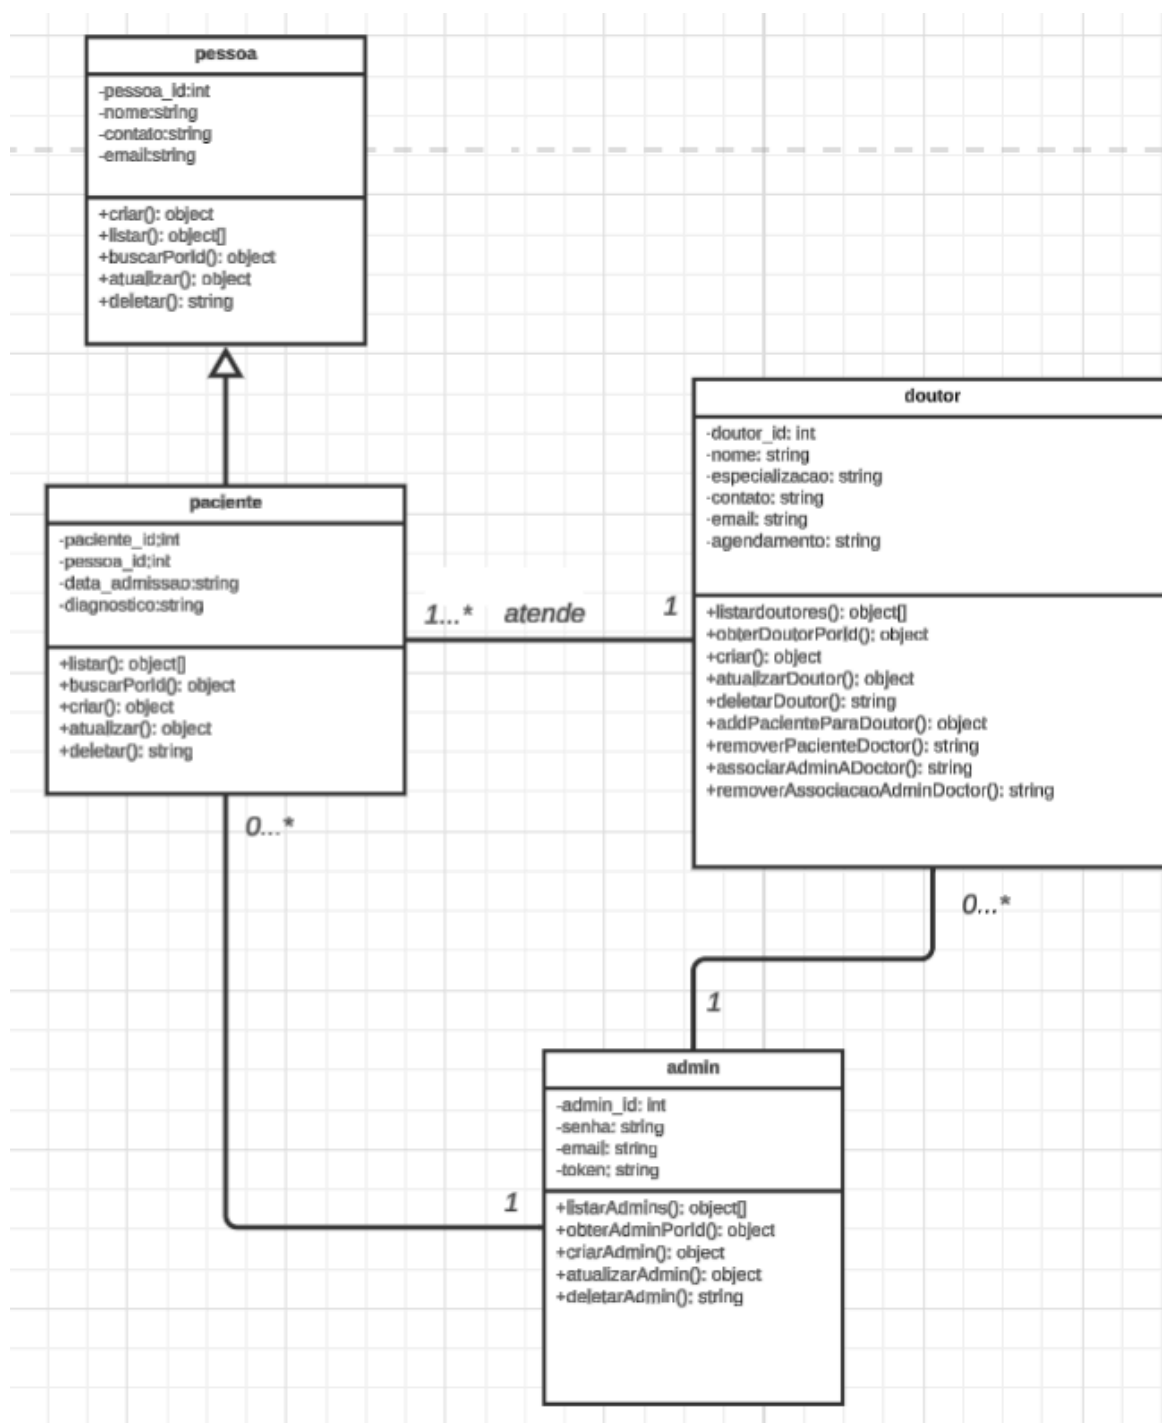 pessoa
-pessoa_id:int
-nome:string
-contato:string
-email:string
+criar(): object
+listar(): object[]
+buscarPorId(): object
+atualizar(): object
+deletar(): string
paciente
-paciente_id:int
-pessoa_id:int
-data_admissao:string
-diagnostico:string
+listar(): object[]
+buscarPorId(): object
+criar(): object
+atualizar(): object
+deletar(): string
1...* atende 1
doutor
-doutor_id: int
-nome: string
-especializacao: string
-contato: string
-email: string
-agendamento: string
+listardoutores(): object[]
+obterDoutorPorId(): object
+criar(): object
+atualizarDoutor(): object
+deletarDoutor(): string
+addPacienteParaDoutor(): object
+removerPacienteDoctor(): string
+associarAdminADoctor(): string
+removerAssociacaoAdminDoctor(): string
0...*
0...*
1
1
admin
-admin_id: int
-senha: string
-email: string
-token: string
+listarAdmins(): object[]
+obterAdminPorId(): object
+criarAdmin(): object
+atualizarAdmin(): object
+deletarAdmin(): string